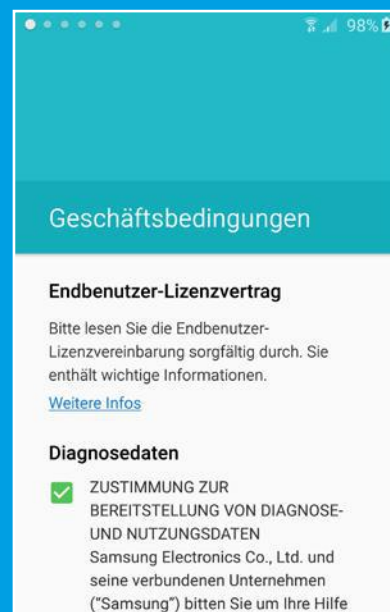 98%
Geschäftsbedingungen
Endbenutzer-Lizenzvertrag
Bitte lesen Sie die Endbenutzer-
Lizenzvereinbarung sorgfältig durch. Sie
enthält wichtige Informationen.
Weitere Infos
Diagnosedaten
ZUSTIMMUNG ZUR
BEREITSTELLUNG VON DIAGNOSE-
UND NUTZUNGSDATEN
Samsung Electronics Co., Ltd. und
seine verbundenen Unternehmen
("Samsung") bitten Sie um Ihre Hilfe